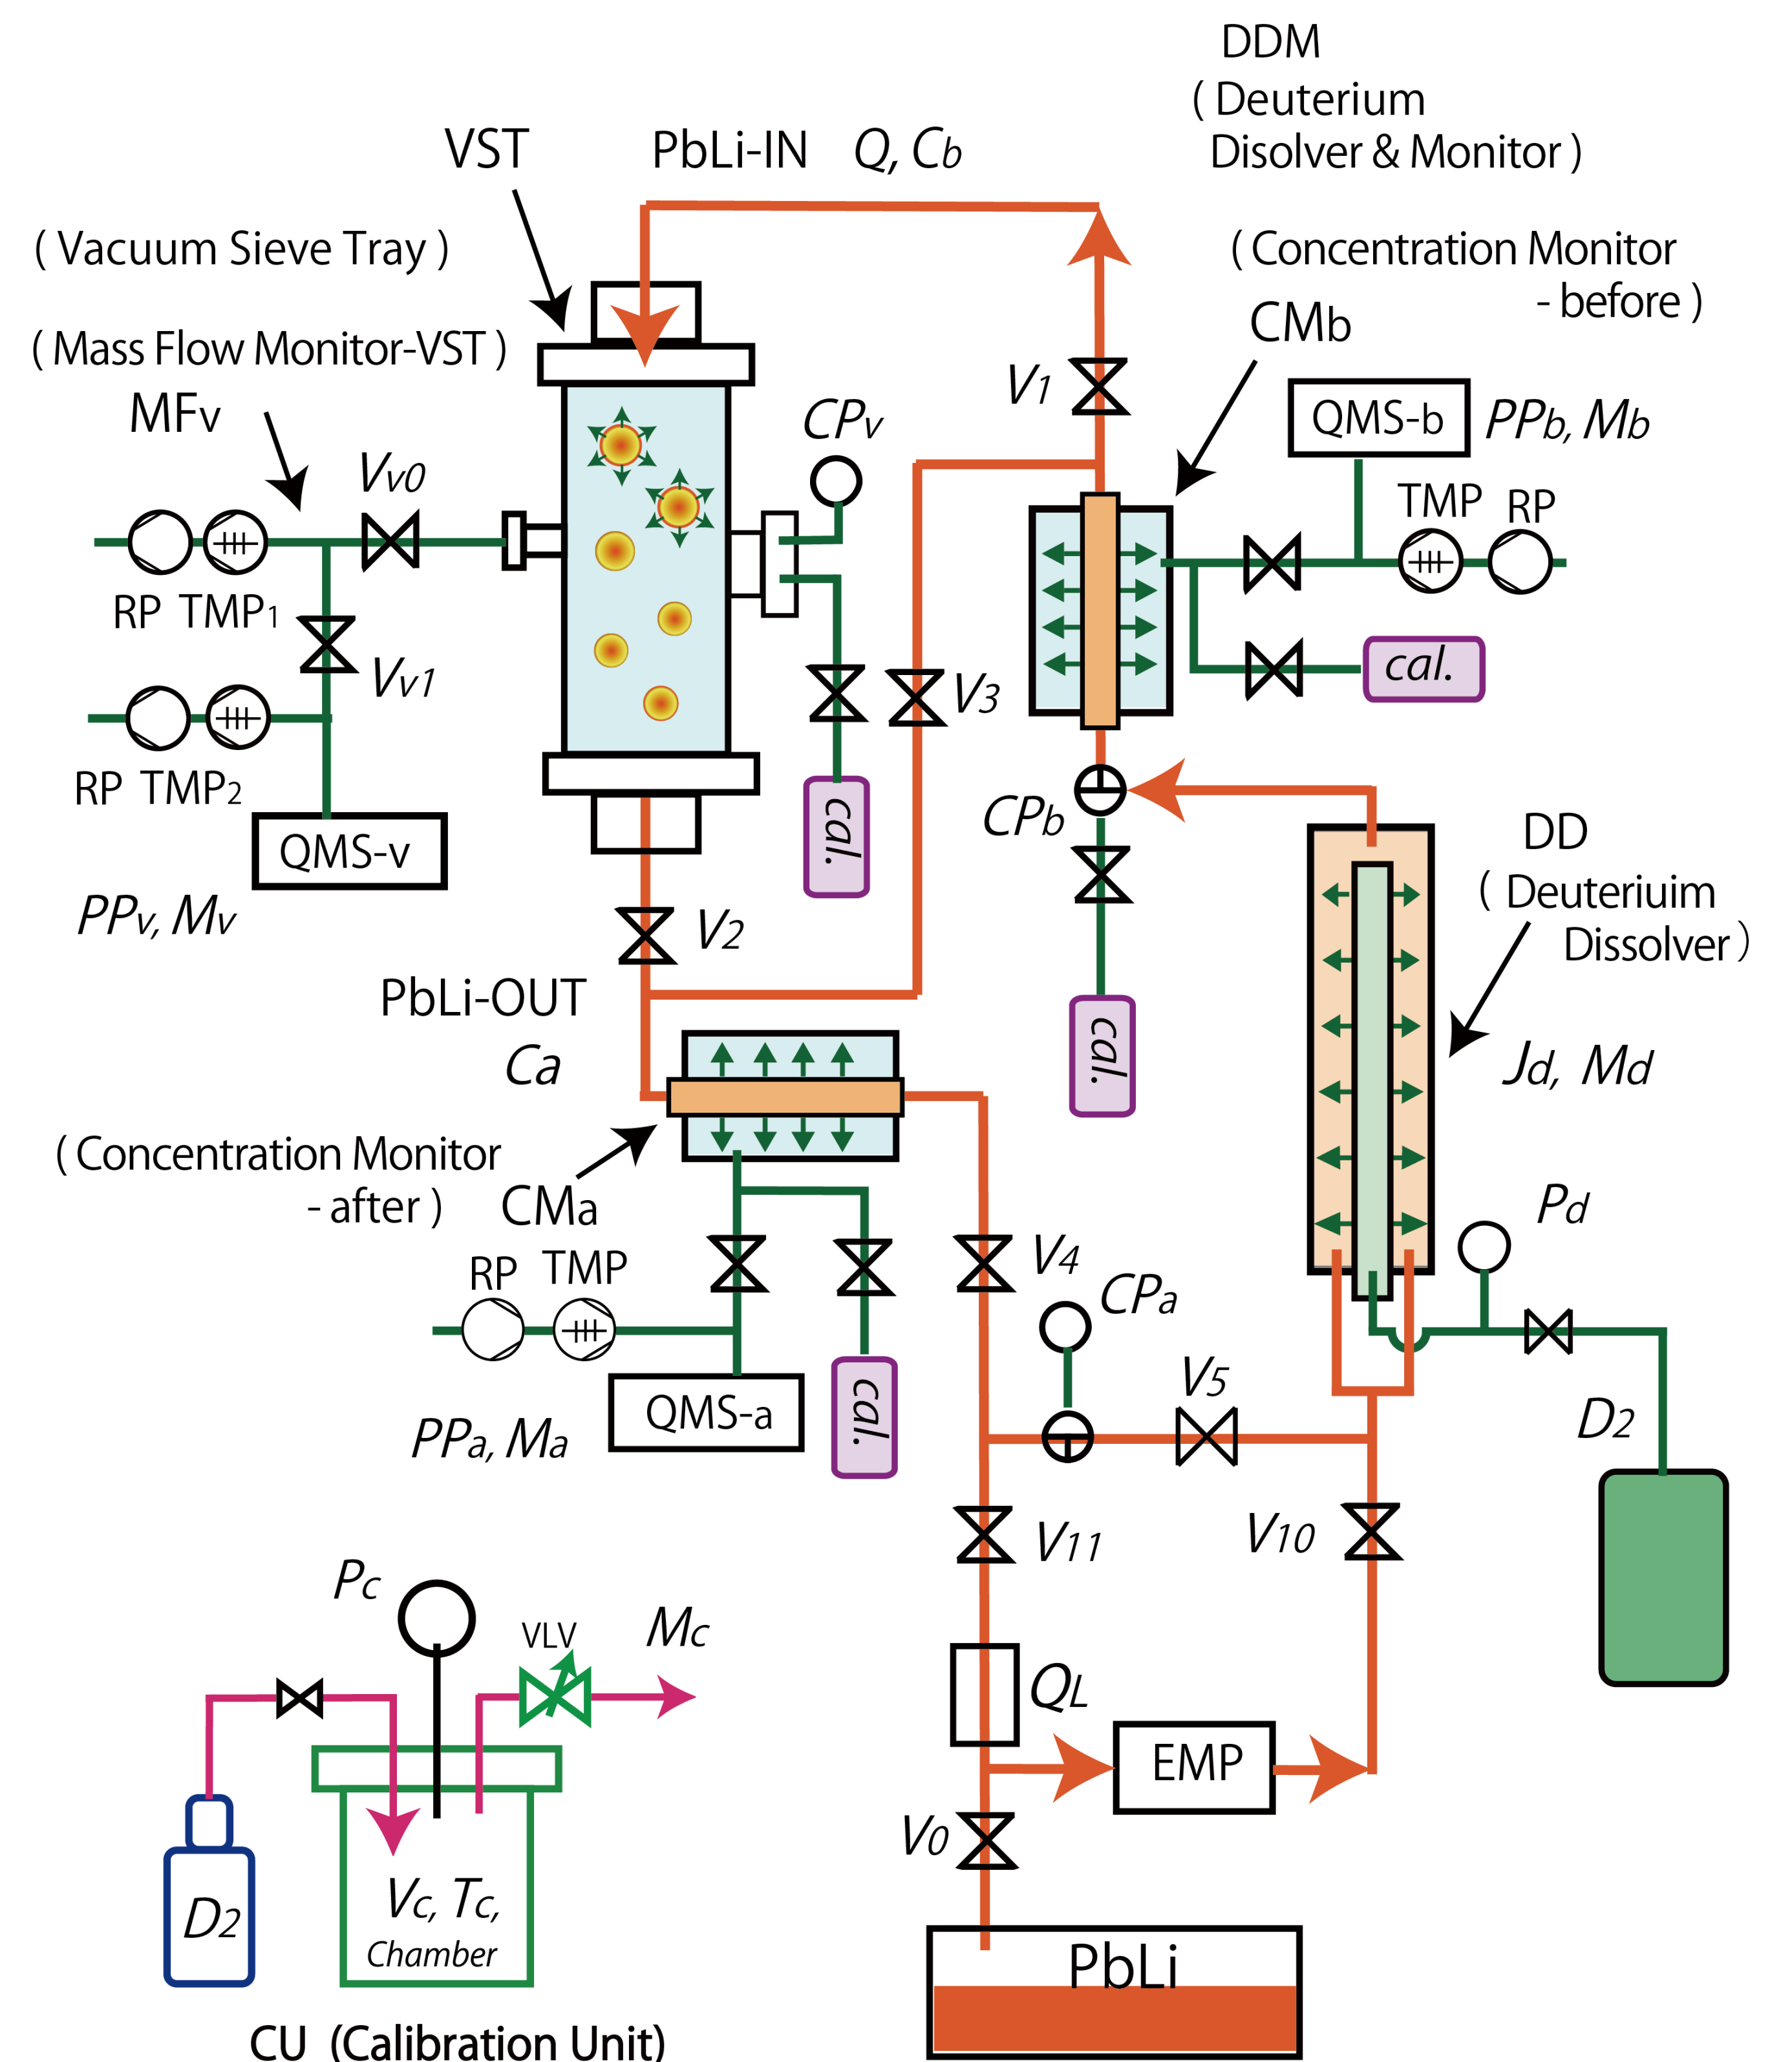 DDM
( Deuterium
Disolver & Monitor )
VST
PbLi-IN Q, Cb
( Vacuum Sieve Tray )
( Concentration Monitor
- before )
CMb
( Mass Flow Monitor-VST )
MFv
V1
CPv
QMS-b
PPb, Mb
Vv0
TMP
RP
RP TMP1
cal.
Vv1
V3
RP TMP2
CPb
cal.
QMS-v
DD
( Deuteriuim
Dissolver )
PPv, Mv
V2
PbLi-OUT
Ca
cal.
Jd, Md
( Concentration Monitor
- after )
CMa
Pd
RP
TMP
V4
CPa
V5
QMS-a
cal.
PPa, Ma
D2
V11
V10
Pc
VLV
Mc
QL
EMP
V0
D2
Vc, Tc,
Chamber
PbLi
CU (Calibration Unit)